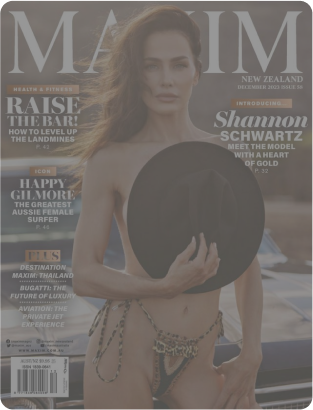 MAXIM
NEW ZEALAND
DECEMBER 2023 ISSUE 56
HEALTH & FITNESS
RAISE
THE BAR!
HOW TO LEVEL UP
THE LANDMINES
INTRODUCING...
Shannon
SCHWARTZ
MEET THE MODEL
WITH A HEART
OF GOLD
ICON
HAPPY
GILMORE
THE GREATEST
AUSSIE FEMALE
SURFER
PLUS
DESTINATION
MAXIM: THAILAND
BUGATTI: THE
FUTURE OF LUXURY
AVIATION: THE
PRIVATE JET
EXPERIENCE